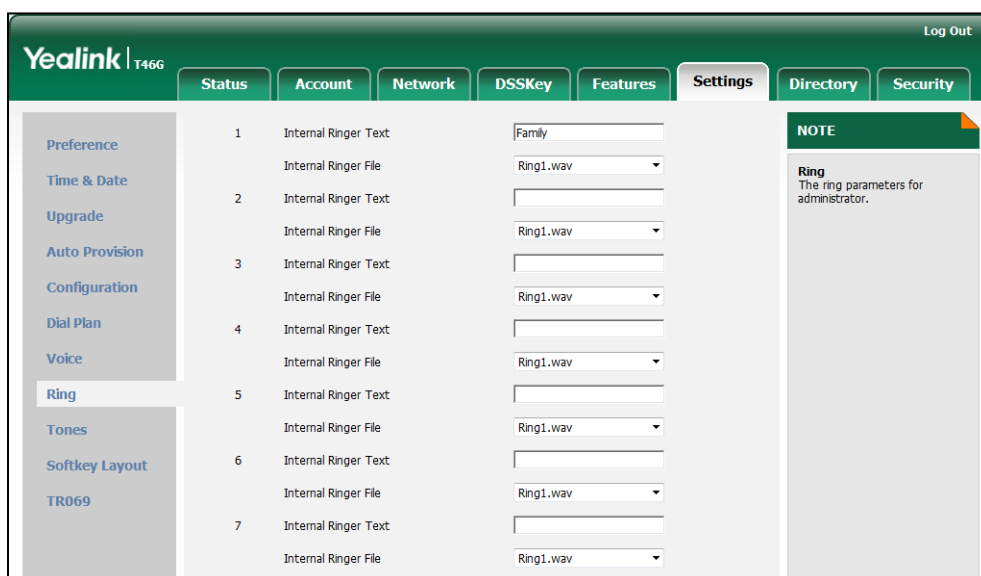 Log Out
Yealink T46G
Status Account Network DSSKey Features Settings Directory Security
Preference
Time & Date
Upgrade
Auto Provision
Configuration
Dial Plan
Voice
Ring
Tones
Softkey Layout
TR069
1 Internal Ringer Text Family
Internal Ringer File Ring1.wav
2 Internal Ringer Text
Internal Ringer File Ring1.wav
3 Internal Ringer Text
Internal Ringer File Ring1.wav
4 Internal Ringer Text
Internal Ringer File Ring1.wav
5 Internal Ringer Text
Internal Ringer File Ring1.wav
6 Internal Ringer Text
Internal Ringer File Ring1.wav
7 Internal Ringer Text
Internal Ringer File Ring1.wav
NOTE
Ring
The ring parameters for
administrator.